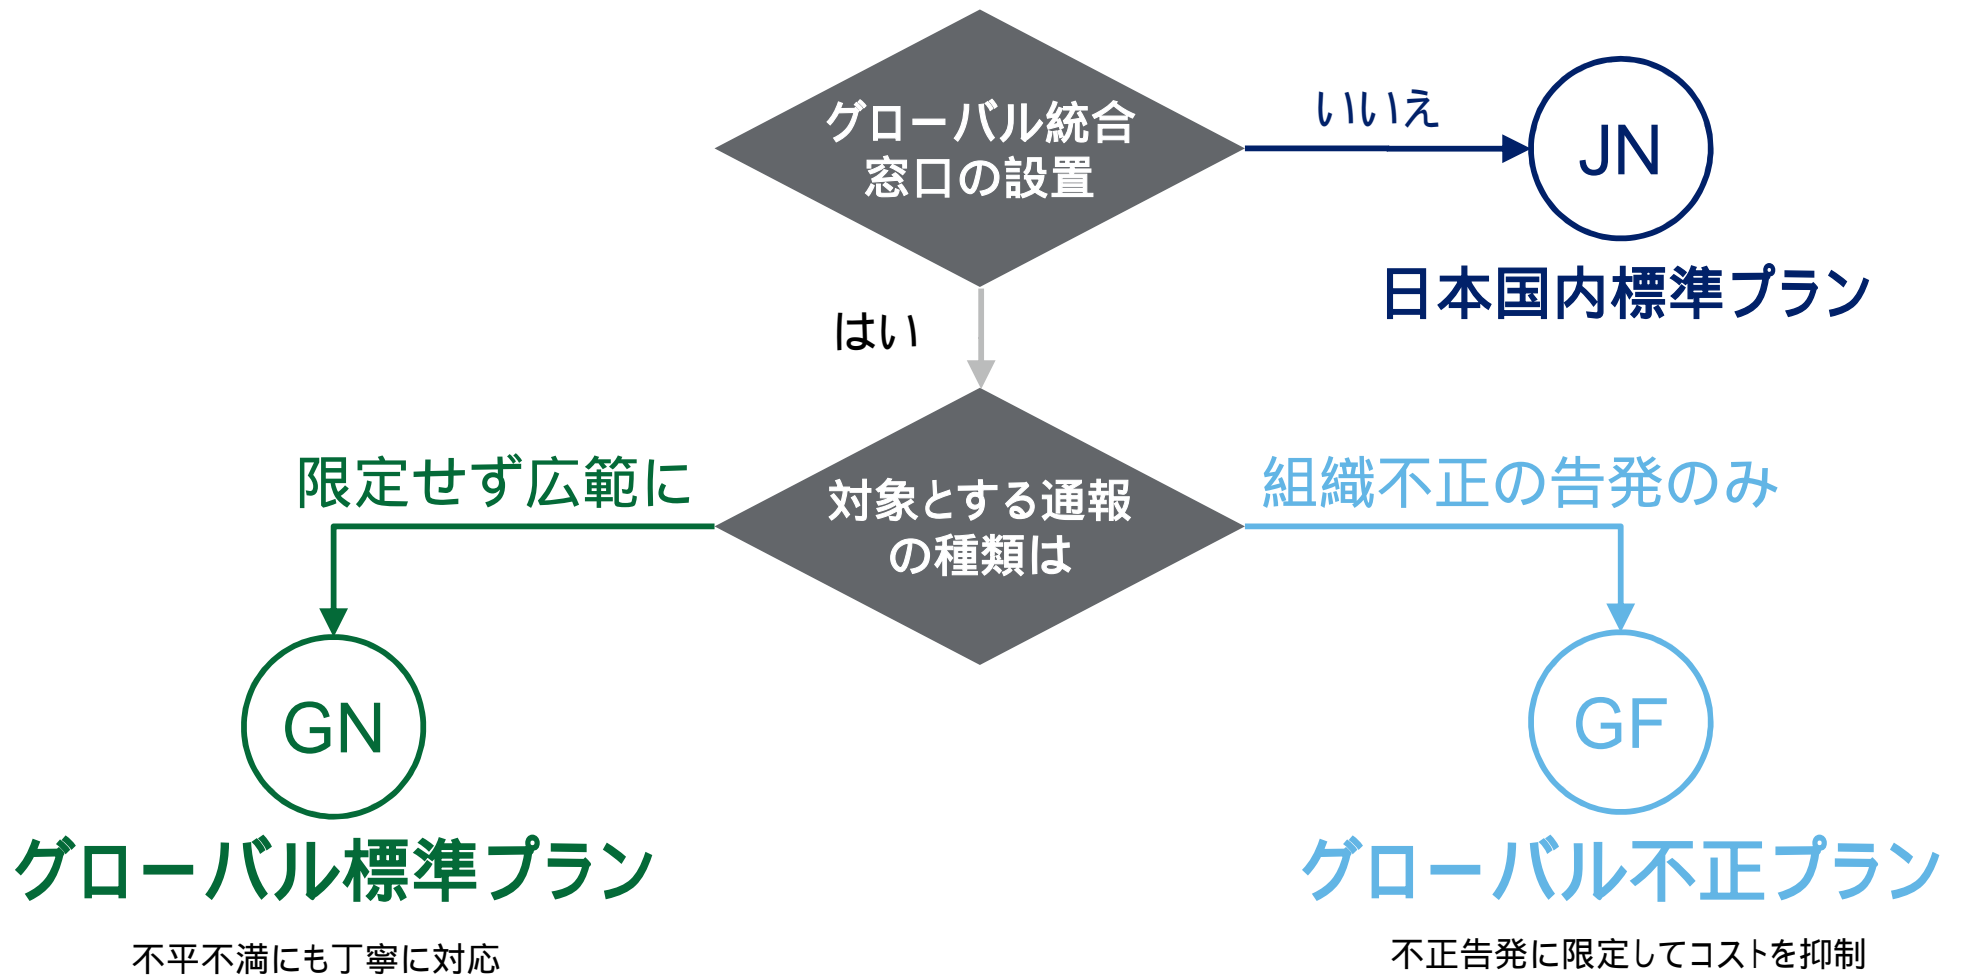 グローバル統合
窓口の設置
いいえ
JN
日本国内標準プラン
はい
限定せず広範に
対象とする通報
の種類は
組織不正の告発のみ
GN
GF
グローバル標準プラン
グローバル不正プラン
不平不満にも丁寧に対応
不正告発に限定してコストを抑制